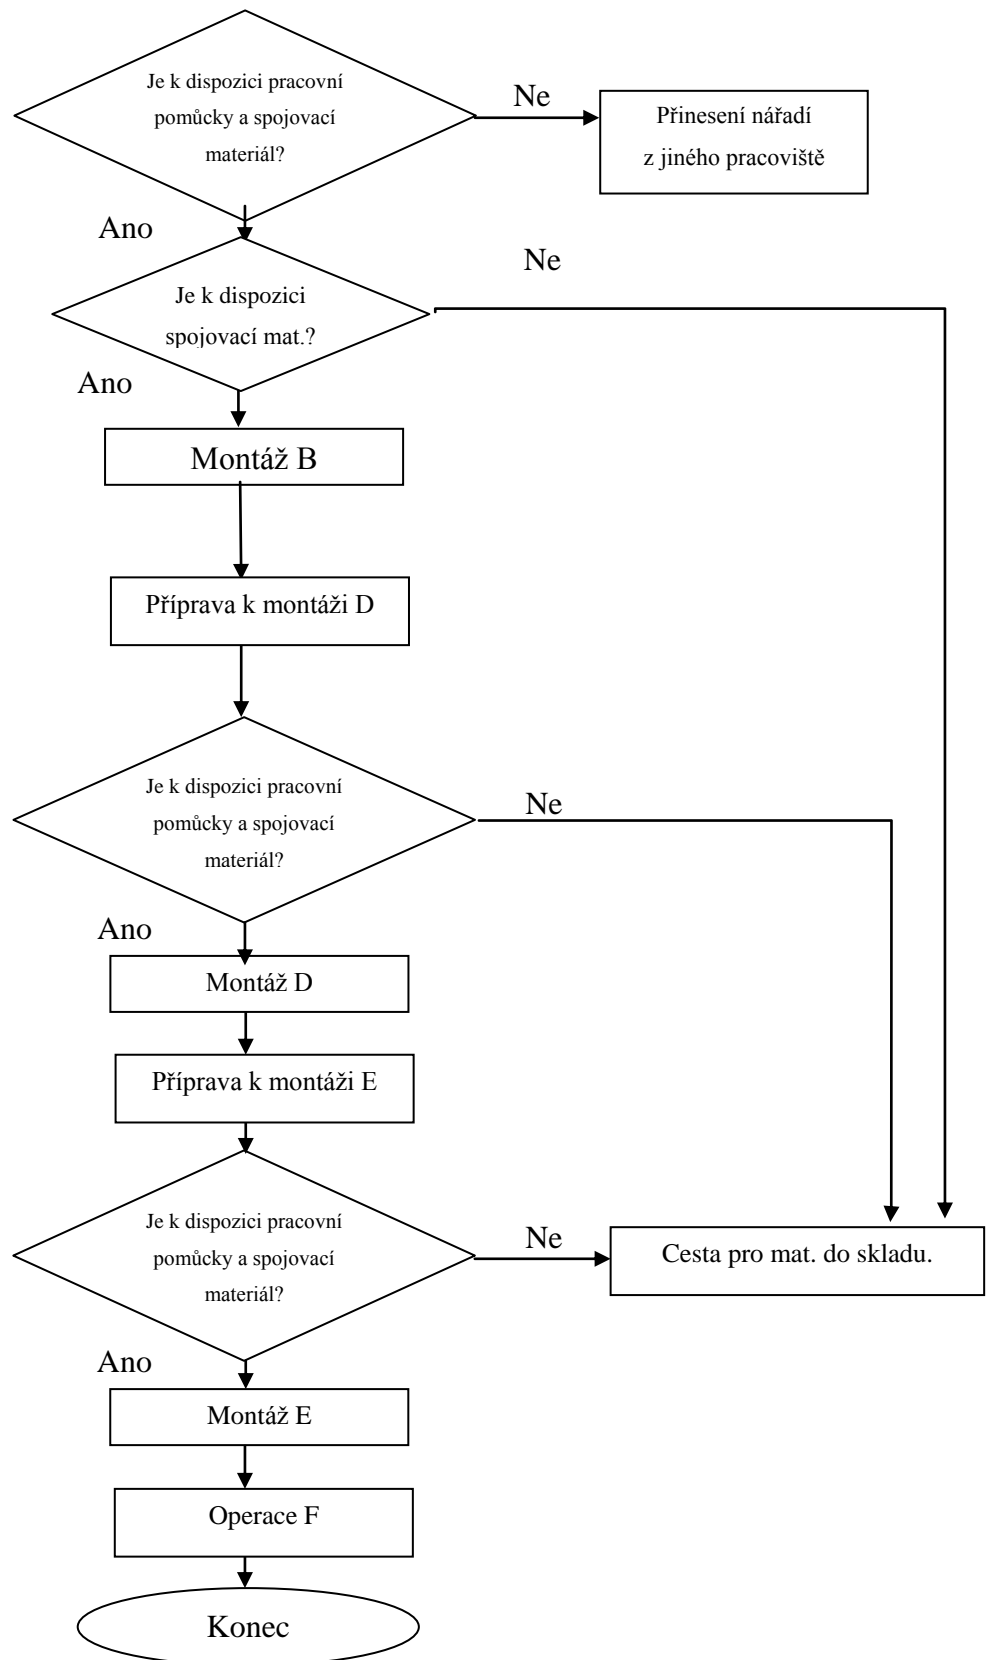 Je k dispozici pracovní
pomůcky a spojovací
materiál?
Ne
Přinesení nářadí
z jiného pracoviště
Ano
Ne
Je k dispozici
spojovací mat.?
Ano
Montáž B
Příprava k montáži D
Je k dispozici pracovní
pomůcky a spojovací
materiál?
Ne
Ano
Montáž D
Příprava k montáži E
Je k dispozici pracovní
pomůcky a spojovací
materiál?
Ne
Cesta pro mat. do skladu.
Ano
Montáž E
Operace F
Konec